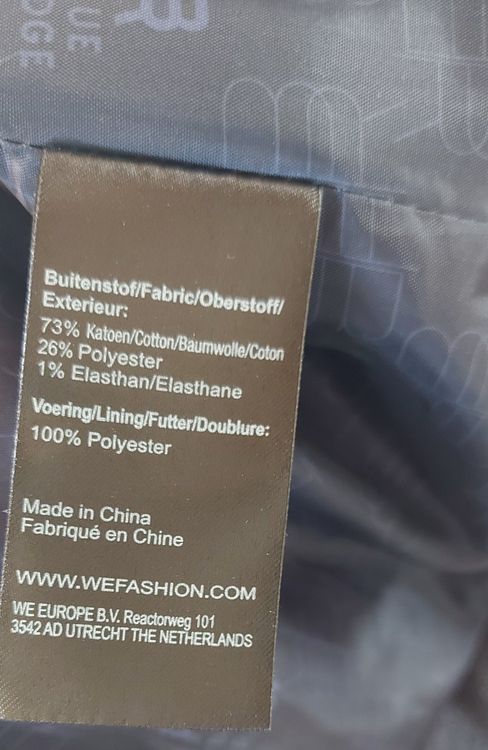 UE
DGE
Buitenstof/Fabric/Oberstoff/
Exterieur:
73% Katoen/Cotton/Baumwolle/Coton
26% Polyester
1% Elasthan/Elasthane
Voering/Lining/Futter/Doublure:
100% Polyester
Made in China
Fabriqué en Chine
WWW.WEFASHION.COM
WE EUROPE B.V. Reactorweg 101
3542 AD UTRECHT THE NETHERLANDS